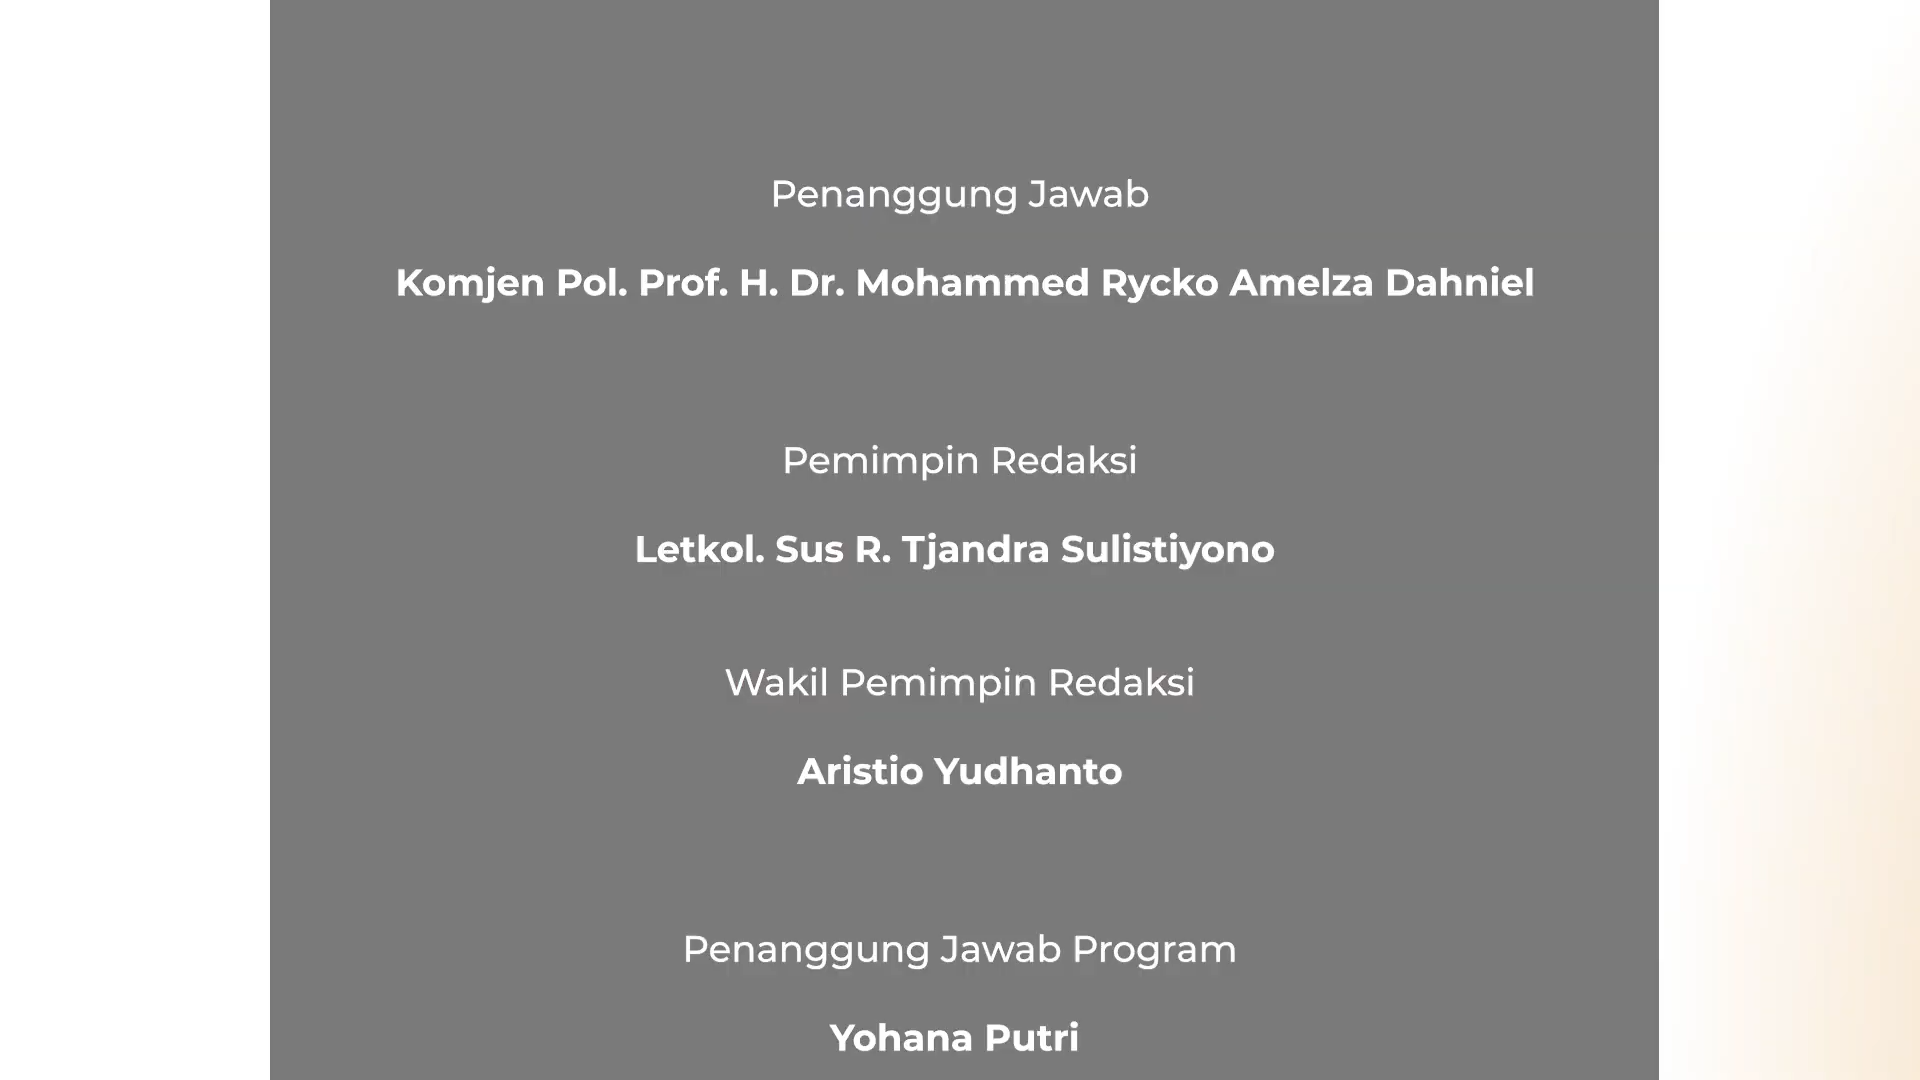 Penanggung Jawab
Komjen Pol. Prof. H. Dr. Mohammed Rycko Amelza Dahniel
Pemimpin Redaksi
Letkol. Sus R. Tjandra Sulistiyono
Wakil Pemimpin Redaksi
Aristio Yudhanto
Penanggung Jawab Program
Yohana Putri